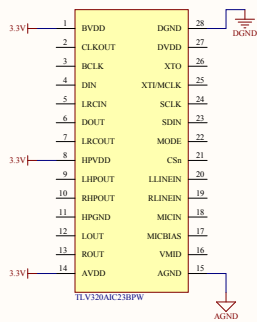 3.3V 1 BVDD DGND 28 DGND
2 CLKOUT DVDD 27
3 BCLK XTO 26
4 DIN XTI/MCLK 25
5 LRCIN SCLK 24
6 DOUT SDIN 23
7 LRCOUT MODE 22
3.3V 8 HPVDD CSn 21
9 LHPOUT LLINEIN 20
10 RHPOUT RLINEIN 19
11 HPGND MICIN 18
12 LOUT MICBIAS 17
13 ROUT VMID 16
3.3V 14 AVDD AGND 15
TLV320AIC23BPW
AGND